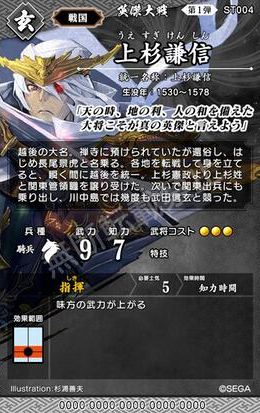 玄
戦国
英傑大戦
第1弾
ST004
うえすぎけんしん
上杉謙信
統一名称：上杉謙信
生没年・1530～1578
「天の時、地の利、人の和を備えた
大将こそが真の英傑と言えよう」
越後の大名。禅寺に預けられていたが還俗し、は
じめ長尾景虎と名乗る。各地を転戦して身を立て
ると、瞬く間に越後を統一。上杉憲政より上杉姓
と関東管領職を譲り受けた。次いで関東出兵にも
乗り出し、川中島では幾度も武田信玄と競った。
兵種 武力 知力 武将コスト
騎兵 9 7 特技
しき 必要士気 効果時間
指揮 5 知力時間
味方の武力が上がる
効果範囲
Illustration:杉浦善夫
©SEGA
0000-0000-0000-0000-0000